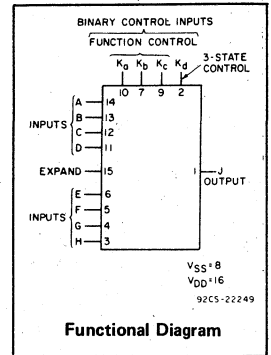 BINARY CONTROL INPUTS
FUNCTION CONTROL
3-STATE
CONTROL
Ka Kb Kc Kd
10 7 9 2
A 14
B 13
INPUTS
C 12
D 11
EXPAND 15
1 J
OUTPUT
E 6
INPUTS
F 5
G 4
H 3
VSS=8
VDD=16
92CS-22249
Functional Diagram